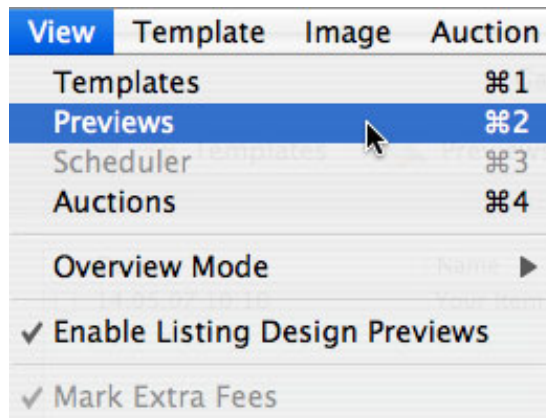 View Template Image Auction
Templates ⌘1
Previews ⌘2
Scheduler ⌘3
Auctions ⌘4
Overview Mode
Enable Listing Design Previews
Mark Extra Fees